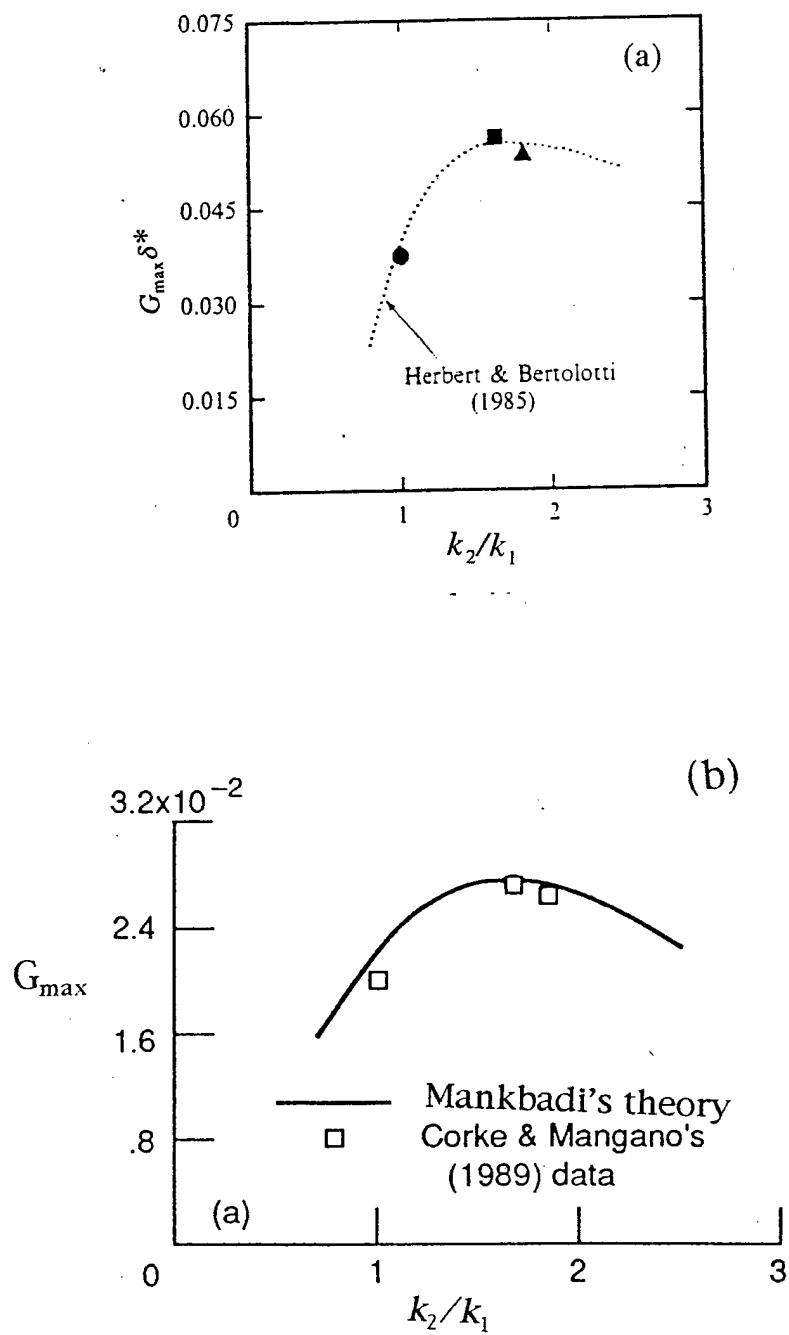 0.075
(a)
0.060
0.045
G_max δ*
0.030
Herbert & Bertolotti
(1985)
0.015
0
1
2
3
k_2/k_1
(b)
3.2x10^-2
2.4
G_max
1.6
Mankbadi's theory
.8
Corke & Mangano's
(1989) data
(a)
0
1
2
3
k_2/k_1